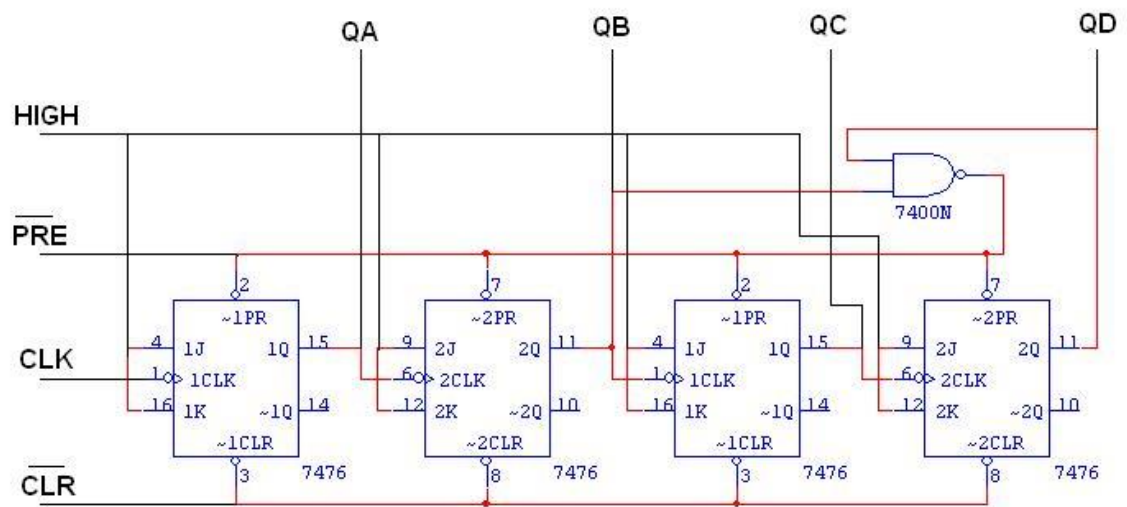 QA QB QC QD
HIGH
7400N
PRE
2 7 2 7
~1PR ~2PR ~1PR ~2PR
4 1J 1Q 15 9 2J 2Q 11 4 1J 1Q 15 9 2J 2Q 11
CLK 1 1CLK 6 2CLK 1 1CLK 6 2CLK
16 1K ~1Q 14 12 2K ~2Q 10 16 1K ~1Q 14 12 2K ~2Q 10
~1CLR ~2CLR ~1CLR ~2CLR
3 7476 8 7476 3 7476 8 7476
CLR